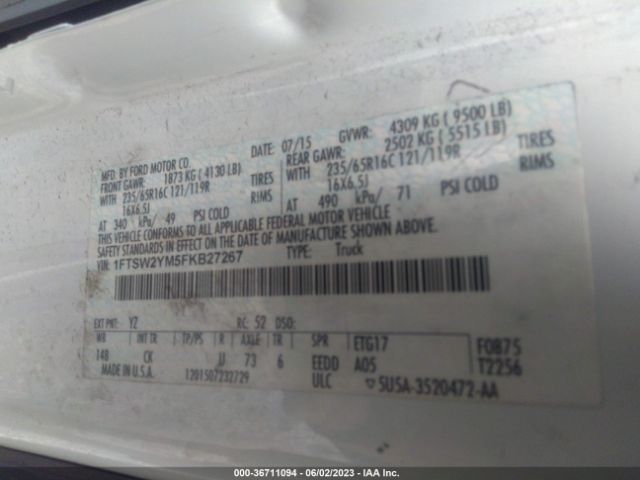 MFD. BY FORD MOTOR CO.
DATE: 07/15
GVWR: 4309 KG ( 9500 LB)
FRONT GAWR: 1873 KG ( 4130 LB)
REAR GAWR: 2502 KG ( 5515 LB)
WITH 235/65R16C 121/119R TIRES
WITH 235/65R16C 121/119R TIRES
16X6.5J RIMS
16X6.5J RIMS
AT 340 kPa/ 49 PSI COLD
AT 490 kPa/ 71 PSI COLD
THIS VEHICLE CONFORMS TO ALL APPLICABLE FEDERAL MOTOR VEHICLE
SAFETY STANDARDS IN EFFECT ON THE DATE OF MANUFACTURE SHOWN ABOVE.
VIN: 1FTSW2YM5FKB27267
TYPE: Truck
EXT PNT: YZ RC: 52 DSO:
WB INT TR TP/PS R AXLE TR SPR ETG17 F0B75
148 CK JJ 73 6 EEDD A05 T2256
MADE IN U.S.A. 1201507232729 ULC 5U5A-3520472-AA
000-36711094 - 06/02/2023 - IAA Inc.